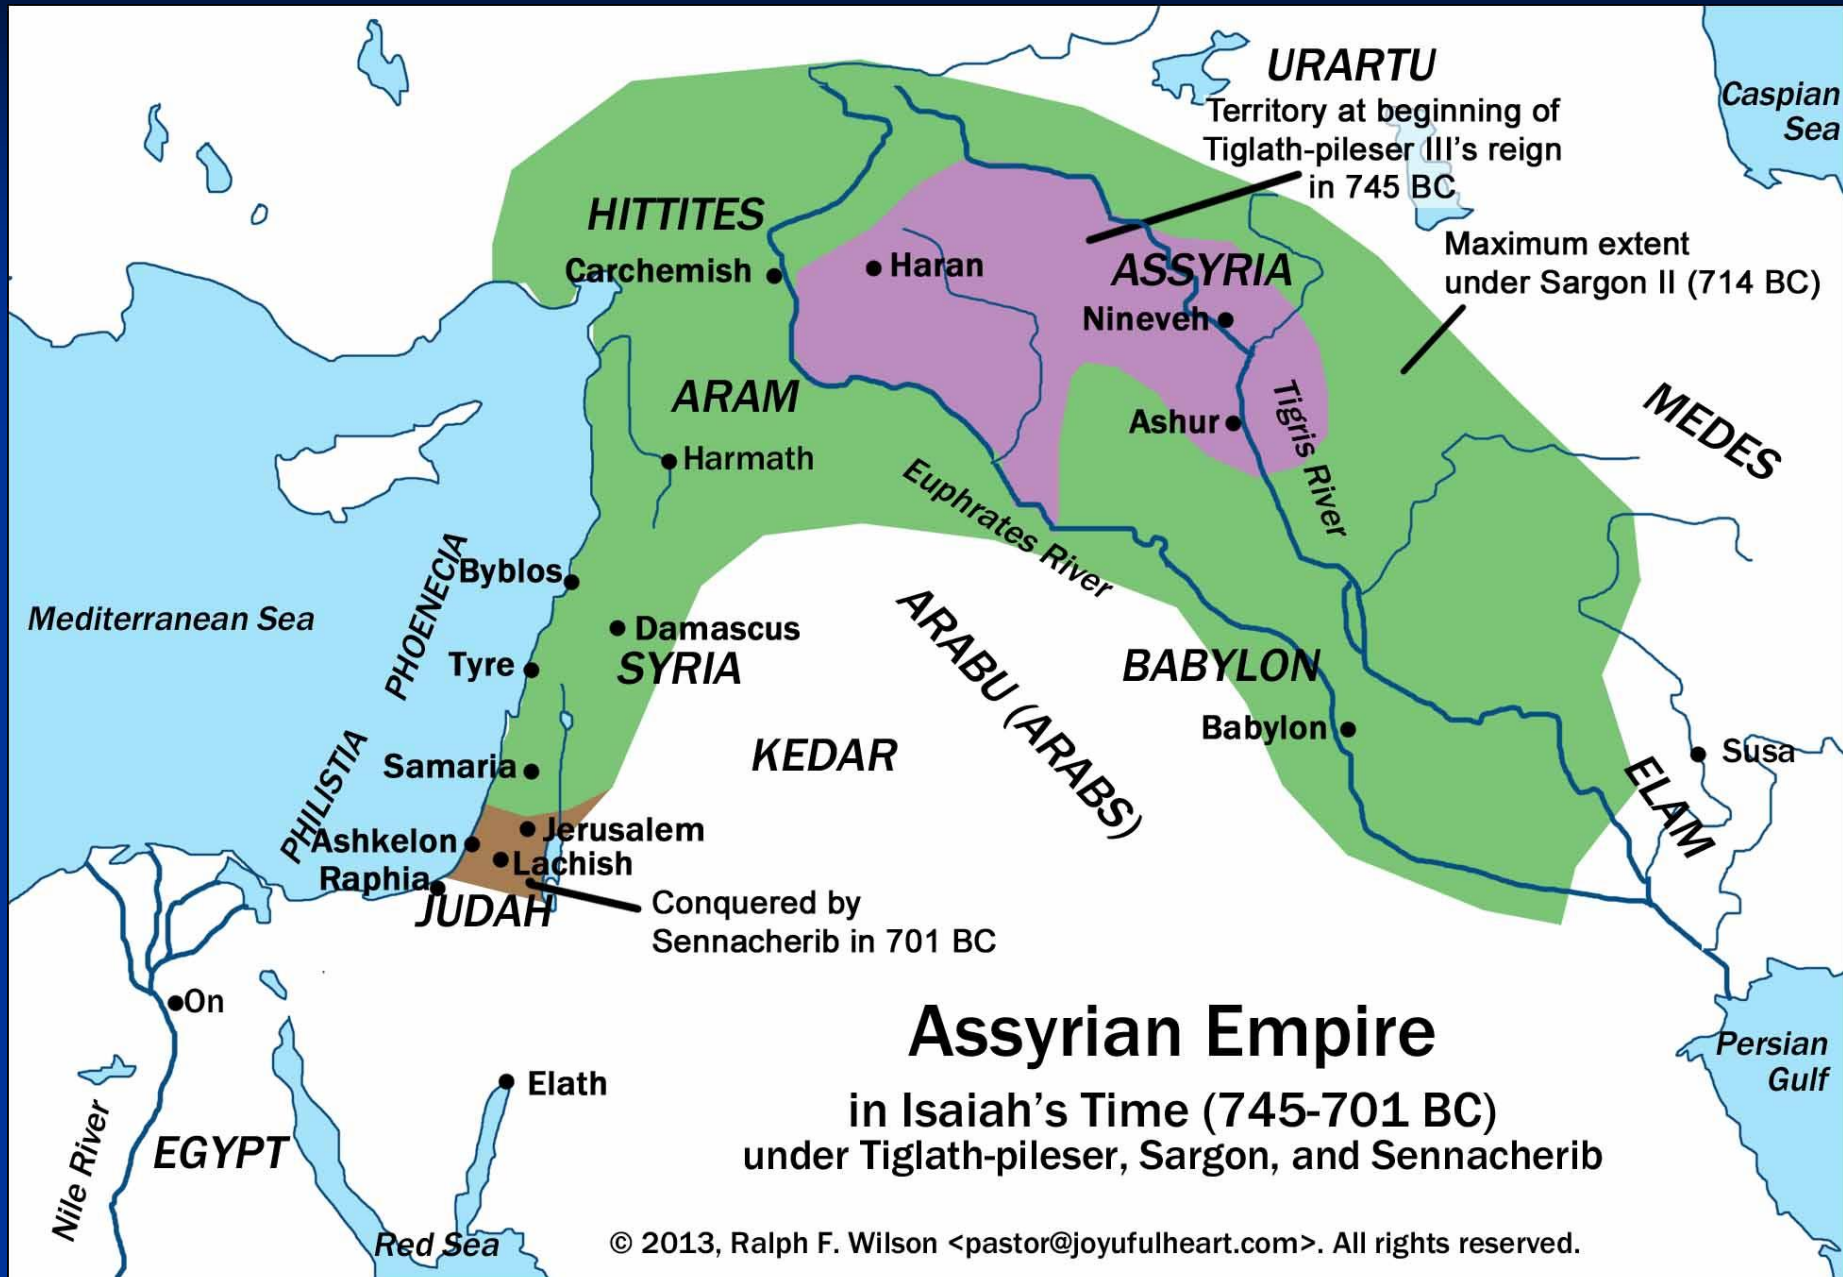 URARTU
Territory at beginning of
Tiglath-pileser III's reign
in 745 BC
Caspian
Sea
HITTITES
Carchemish
Haran
ASSYRIA
Nineveh
Maximum extent
under Sargon II (714 BC)
MEDES
ARAM
Ashur
Tigris River
Harmath
Euphrates River
PHOENECIA
Byblos
Mediterranean Sea
Damascus
Tyre
SYRIA
ARABU (ARABS)
BABYLON
Babylon
KEDAR
Samaria
PHILISTIA
ELAM
Susa
Ashkelon
Jerusalem
Lachish
Raphia
JUDAH
Conquered by
Sennacherib in 701 BC
On
Elath
Nile River
EGYPT
Red Sea
Persian
Gulf
Assyrian Empire
in Isaiah's Time (745-701 BC)
under Tiglath-pileser, Sargon, and Sennacherib
© 2013, Ralph F. Wilson <pastor@joyufulheart.com>. All rights reserved.